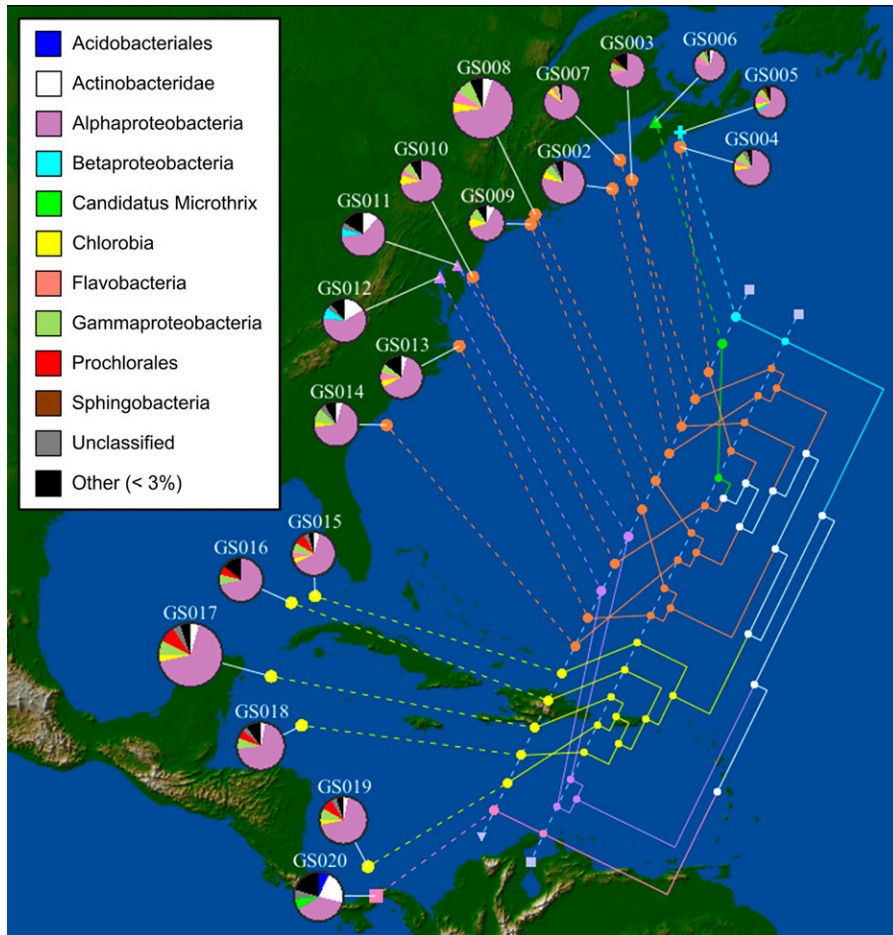 Acidobacteriales
Actinobacteridae
Alphaproteobacteria
Betaproteobacteria
Candidatus Microthrix
Chlorobia
Flavobacteria
Gammaproteobacteria
Prochlorales
Sphingobacteria
Unclassified
Other (< 3%)
GS003
GS006
GS008
GS007
GS005
GS010
GS002
GS004
GS009
GS011
GS012
GS013
GS014
GS015
GS016
GS017
GS018
GS019
GS020